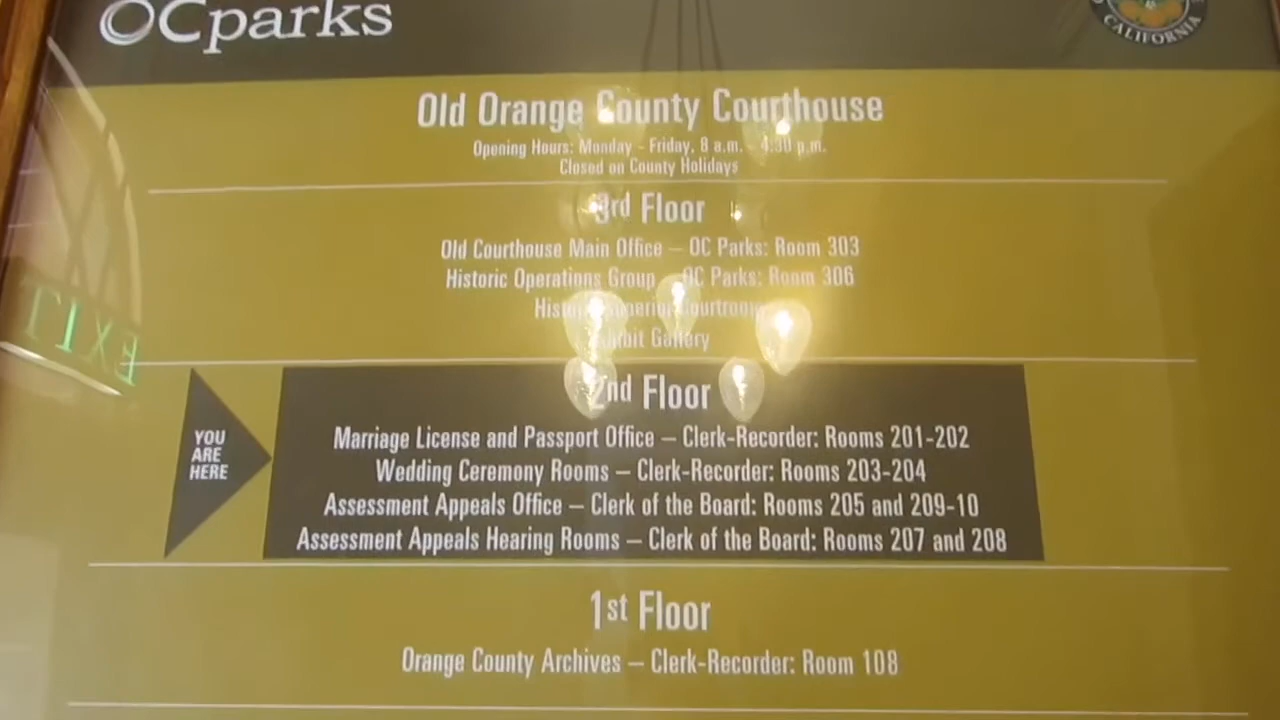 OCparks
CALIFORNIA
Old Orange County Courthouse
Opening Hours: Monday - Friday, 8 a.m. - 4:30 p.m.
Closed on County Holidays
3rd Floor
Old Courthouse Main Office – OC Parks: Room 303
Historic Operations Group – OC Parks: Room 306
Historic Superior Courtroom
Exhibit Gallery
EXIT
2nd Floor
YOU
ARE
HERE
Marriage License and Passport Office – Clerk-Recorder: Rooms 201-202
Wedding Ceremony Rooms – Clerk-Recorder: Rooms 203-204
Assessment Appeals Office – Clerk of the Board: Rooms 205 and 209-10
Assessment Appeals Hearing Rooms – Clerk of the Board: Rooms 207 and 208
1st Floor
Orange County Archives – Clerk-Recorder: Room 108